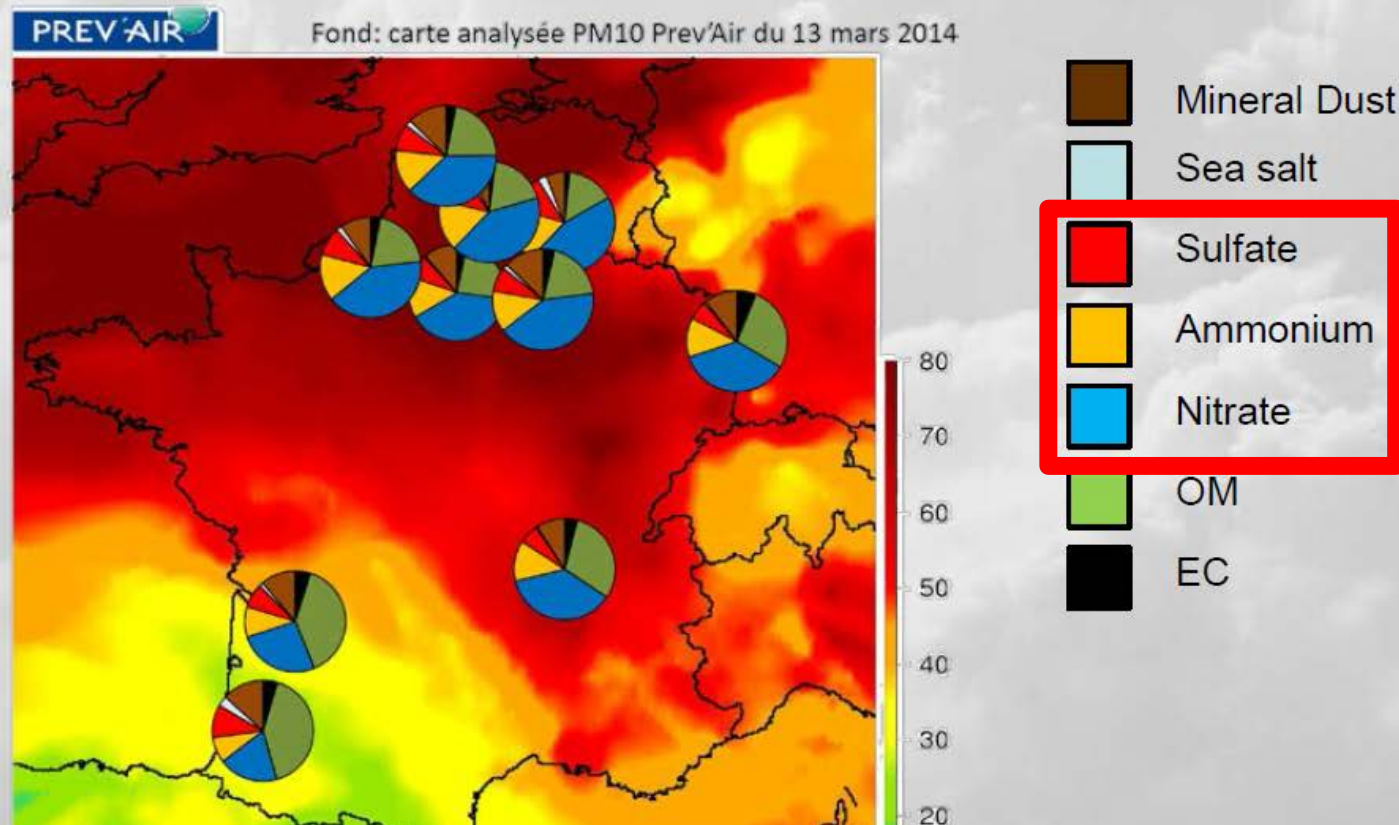 PREV'AIR
Fond: carte analysée PM10 Prev'Air du 13 mars 2014
Mineral Dust
Sea salt
Sulfate
Ammonium
Nitrate
OM
EC
80
70
60
50
40
30
20